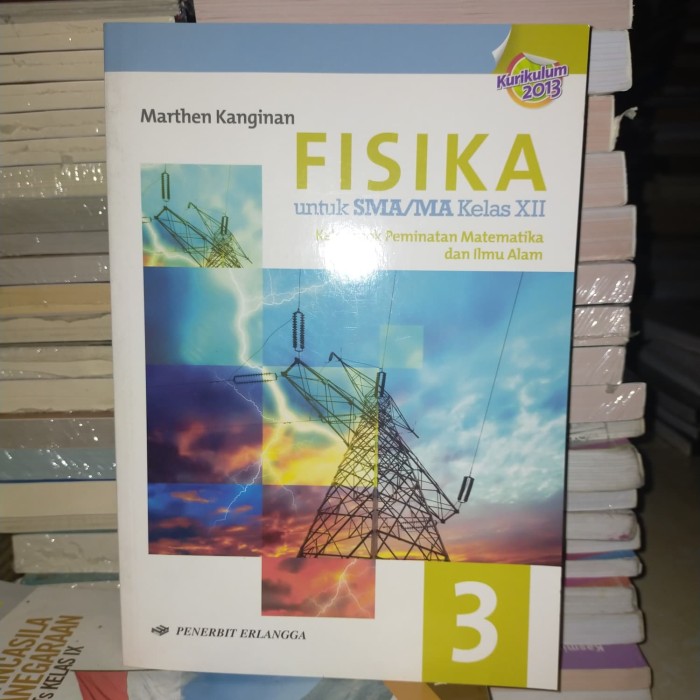 Kurikulum
2013
Marthen Kanginan
FISIKA
untuk SMA/MA Kelas XII
Peminatan Matematika
dan Ilmu Alam
3
PENERBIT ERLANGGA
KELAS IX